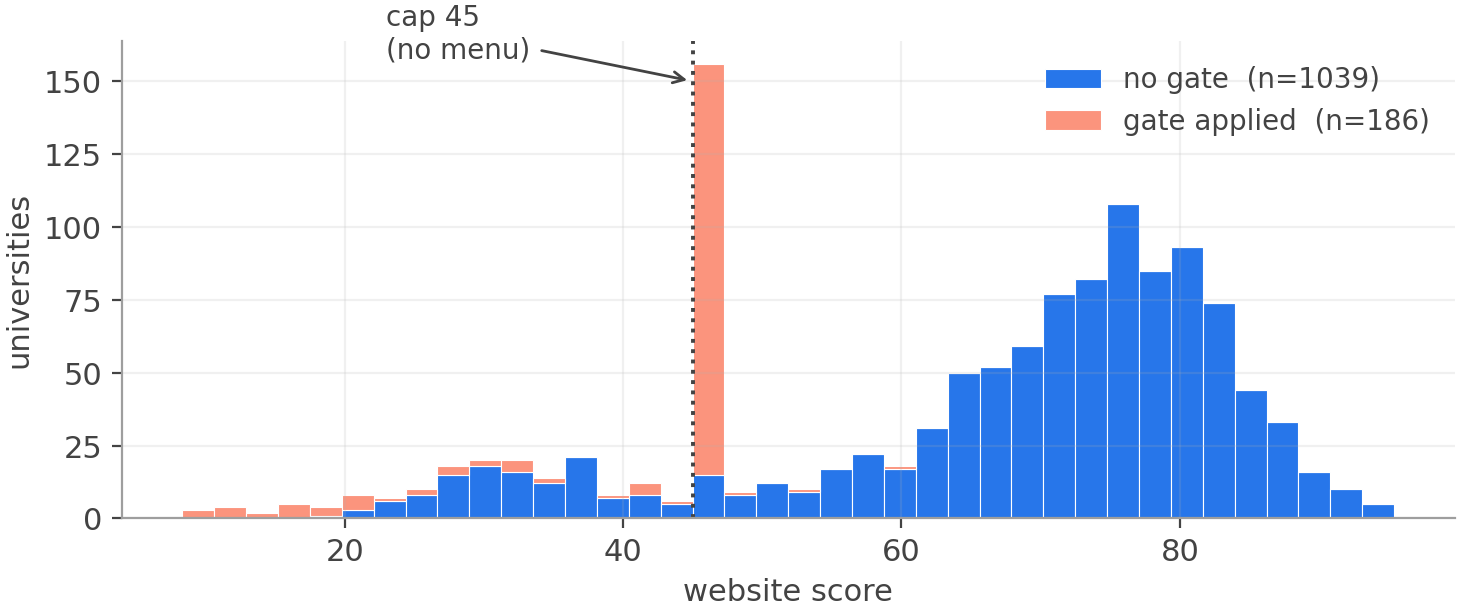 cap 45
(no menu)
no gate (n=1039)
gate applied (n=186)
universities
150
125
100
75
50
25
0
20 40 60 80
website score